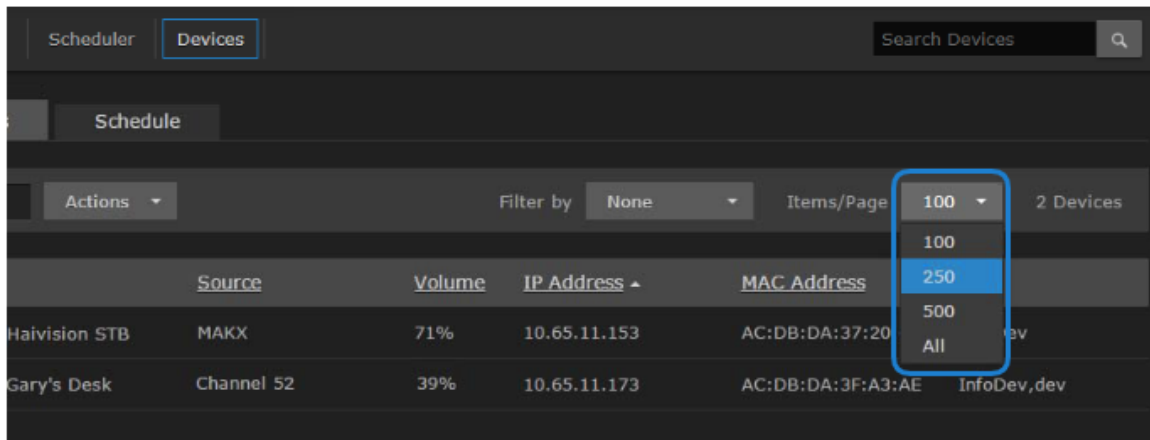 Scheduler Devices Search Devices
Schedule
Actions Filter by None Items/Page 100 2 Devices
100
250
500
All
Source Volume IP Address MAC Address
Haivision STB MAKX 71% 10.65.11.153 AC:DB:DA:37:20
Gary's Desk Channel 52 39% 10.65.11.173 AC:DB:DA:3F:A3:AE InfoDev,dev